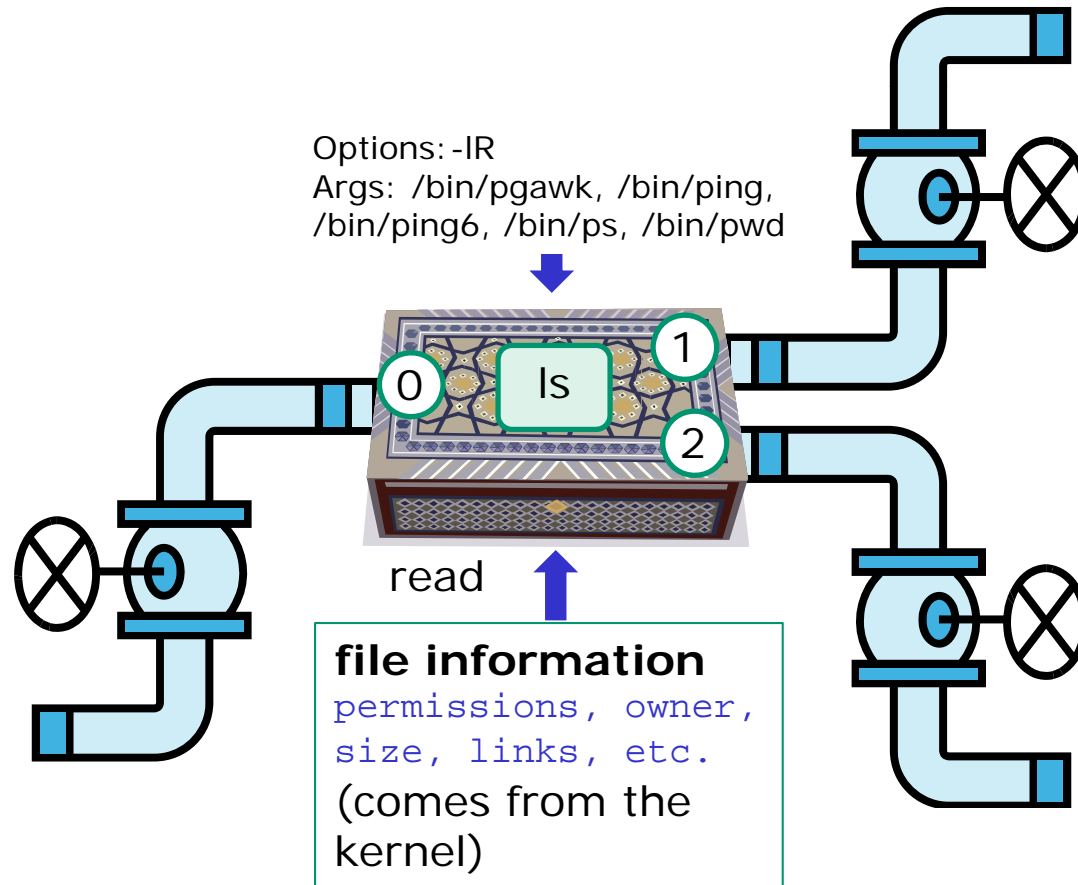 Options: -lR
Args: /bin/pgawk, /bin/ping,
/bin/ping6, /bin/ps, /bin/pwd
0
ls
1
2
read
file information
permissions, owner,
size, links, etc.
(comes from the
kernel)